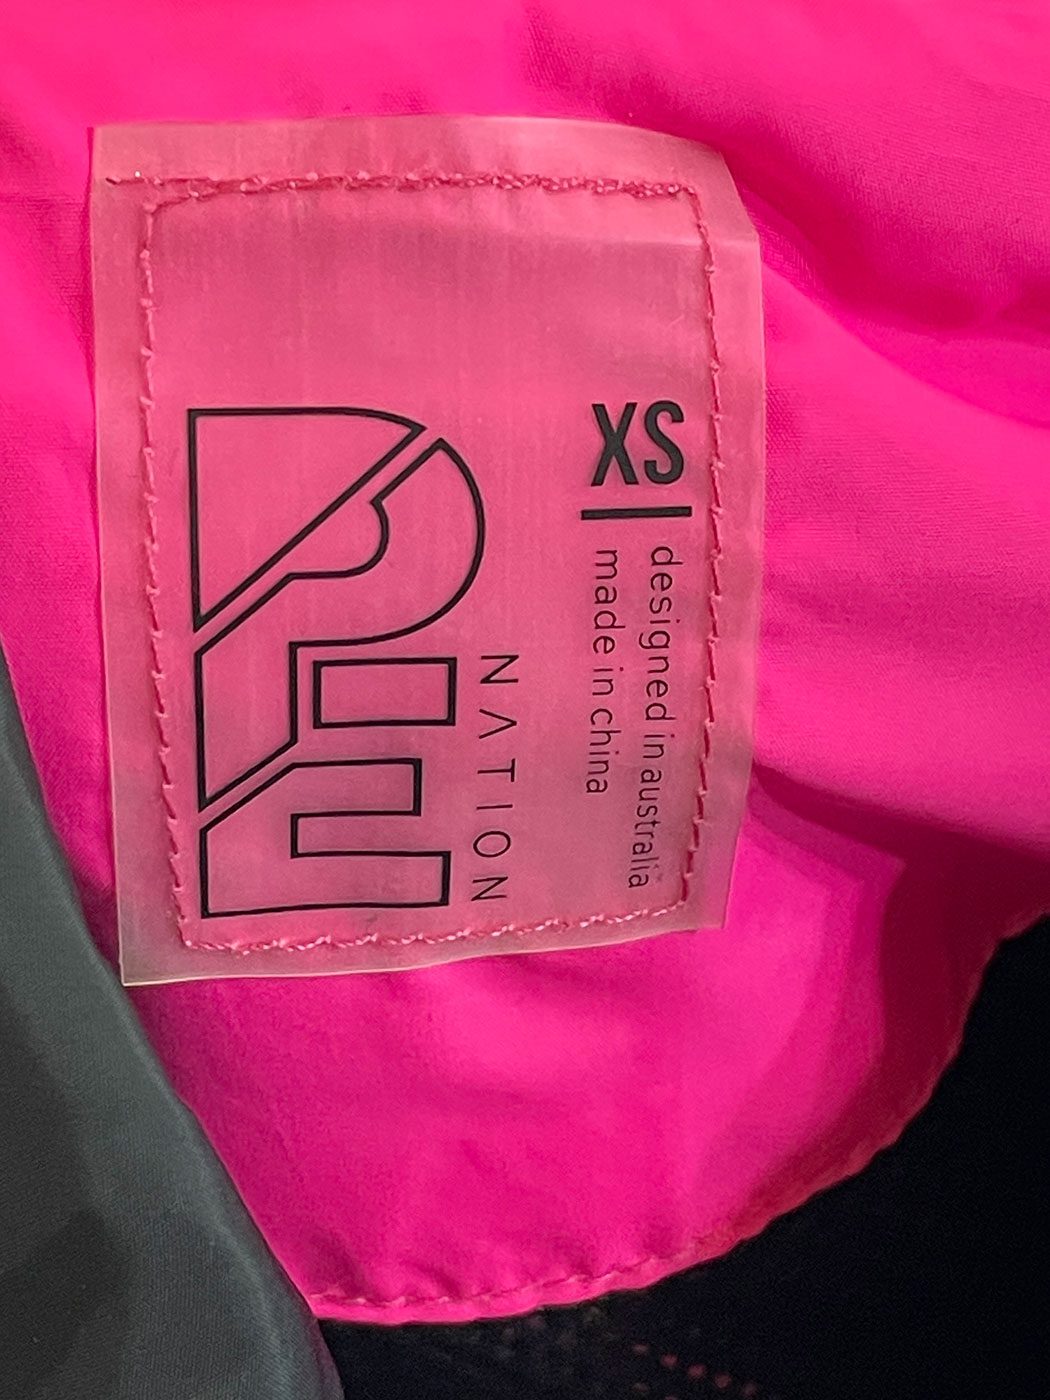 XS
designed in australia
made in china
P.E
NATION